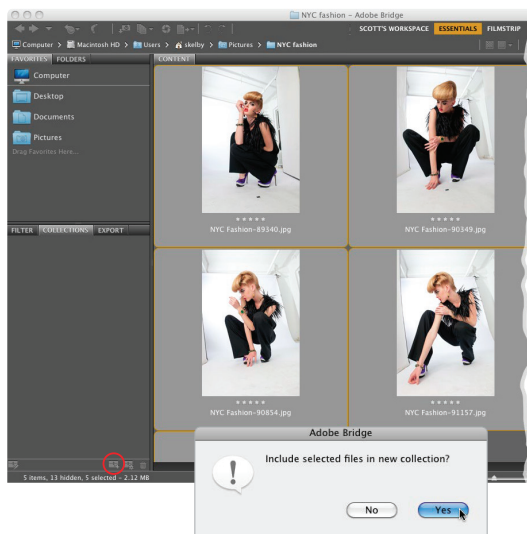 NYC fashion – Adobe Bridge
SCOTT'S WORKSPACE ESSENTIALS FILMSTRIP
Computer > Macintosh HD > Users > skelby > Pictures > NYC fashion
FAVORITES FOLDERS
CONTENT
Computer
Desktop
Documents
Pictures
Drag Favorites Here...
NYC Fashion-89340.jpg
NYC Fashion-90349.jpg
FILTER COLLECTIONS EXPORT
NYC Fashion-90854.jpg
NYC Fashion-91157.jpg
Adobe Bridge
Include selected files in new collection?
No
Yes
5 items, 13 hidden, 5 selected - 2.12 MB